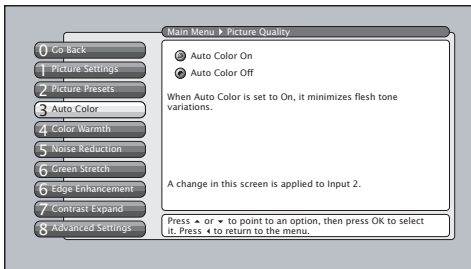 Main Menu ▶ Picture Quality
0 Go Back
1 Picture Settings
2 Picture Presets
3 Auto Color
4 Color Warmth
5 Noise Reduction
6 Green Stretch
6 Edge Enhancement
7 Contrast Expand
8 Advanced Settings
Auto Color On
Auto Color Off
When Auto Color is set to On, it minimizes flesh tone
variations.
A change in this screen is applied to Input 2.
Press ▲ or ▼ to point to an option, then press OK to select
it. Press ◀ to return to the menu.